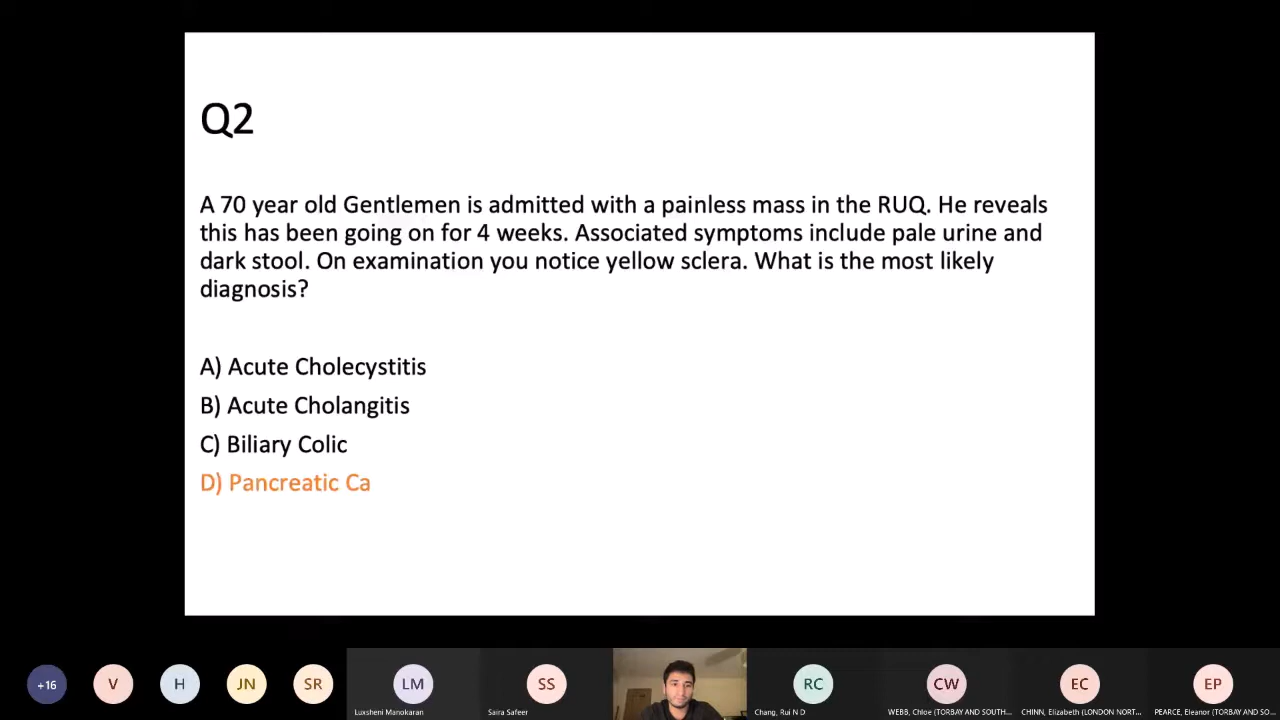 Q2
A 70 year old Gentlemen is admitted with a painless mass in the RUQ. He reveals
this has been going on for 4 weeks. Associated symptoms include pale urine and
dark stool. On examination you notice yellow sclera. What is the most likely
diagnosis?
A) Acute Cholecystitis
B) Acute Cholangitis
C) Biliary Colic
D) Pancreatic Ca
+16
V
H
JN
SR
LM
SS
RC
CW
EC
EP
Luxsheni Manokaran
Saira Safeer
Chang, Rui N D
WEBB, Chloe (TORBAY AND SOUTH...
CHINN, Elizabeth (LONDON NORT...
PEARCE, Eleanor (TORBAY AND SO...